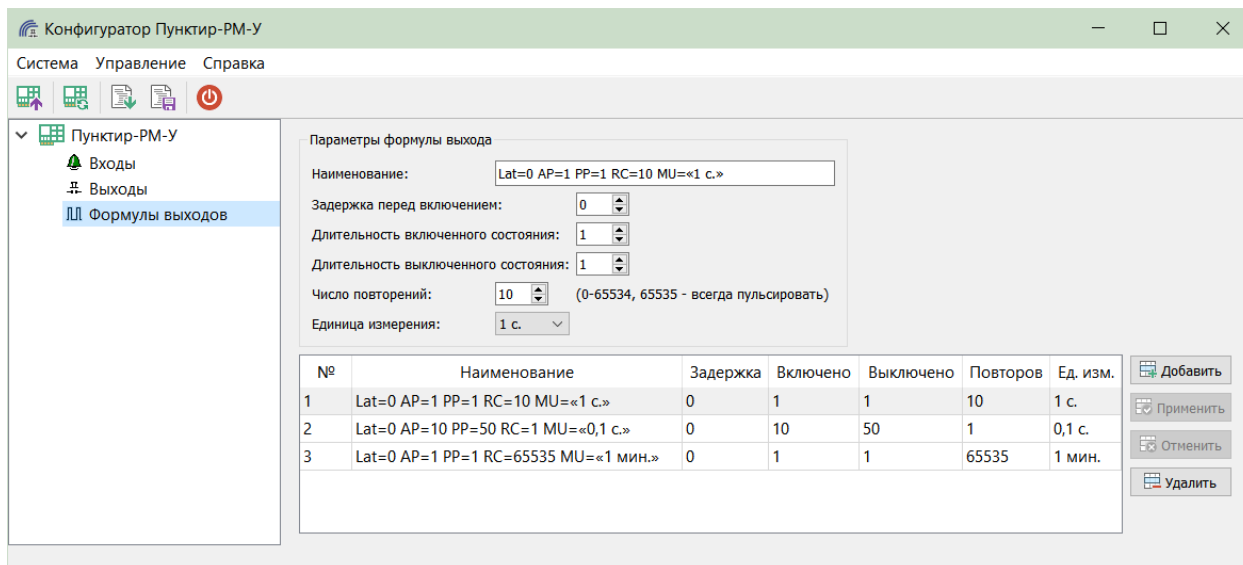 Конфигуратор Пунктир-РМ-У
Система Управление Справка
Пунктир-РМ-У
Входы
Выходы
Формулы выходов
Параметры формулы выхода
Наименование: Lat=0 AP=1 PP=1 RC=10 MU=«1 с.»
Задержка перед включением: 0
Длительность включенного состояния: 1
Длительность выключенного состояния: 1
Число повторений: 10 (0-65534, 65535 - всегда пульсировать)
Единица измерения: 1 с.
№ Наименование Задержка Включено Выключено Повторов Ед. изм.
1 Lat=0 AP=1 PP=1 RC=10 MU=«1 с.» 0 1 1 10 1 с.
2 Lat=0 AP=10 PP=50 RC=1 MU=«0,1 с.» 0 10 50 1 0,1 с.
3 Lat=0 AP=1 PP=1 RC=65535 MU=«1 мин.» 0 1 1 65535 1 мин.
Добавить
Применить
Отменить
Удалить